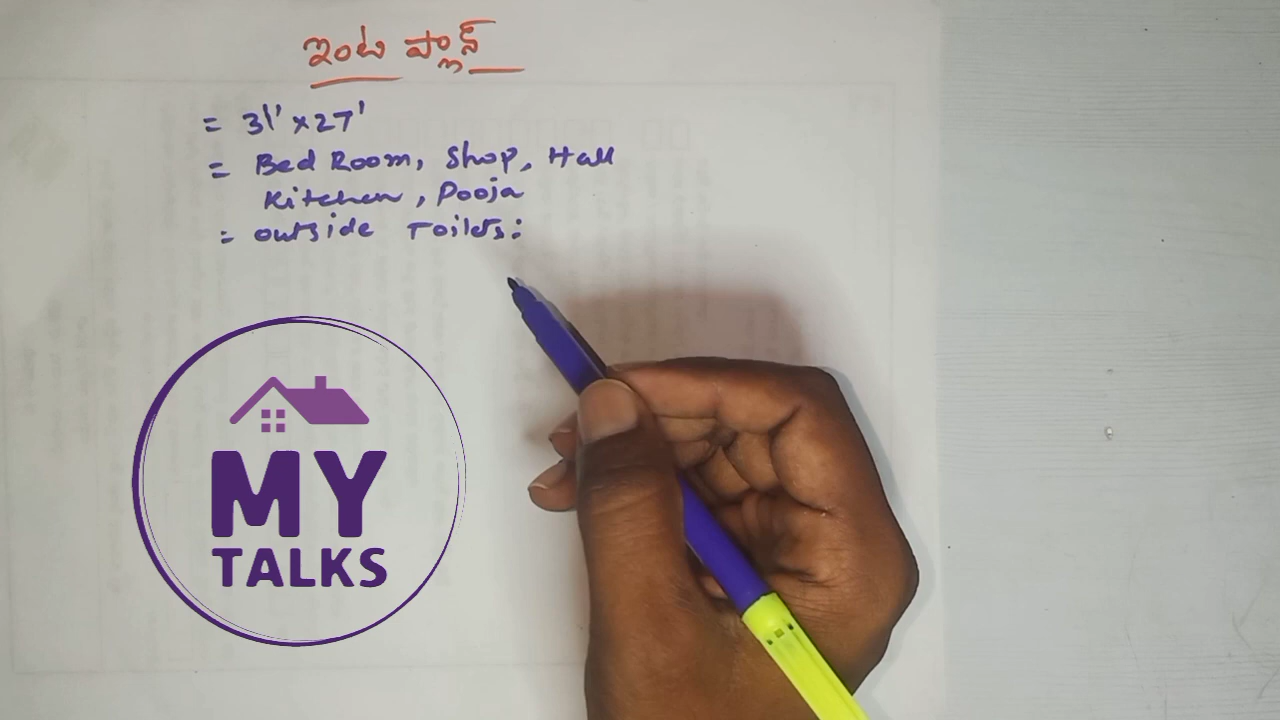 ఇంటి ప్లాన్
= 31' x 27'
= Bed Room, Shop, Hall
Kitchen, Pooja
= outside Toilets:
MY
TALKS